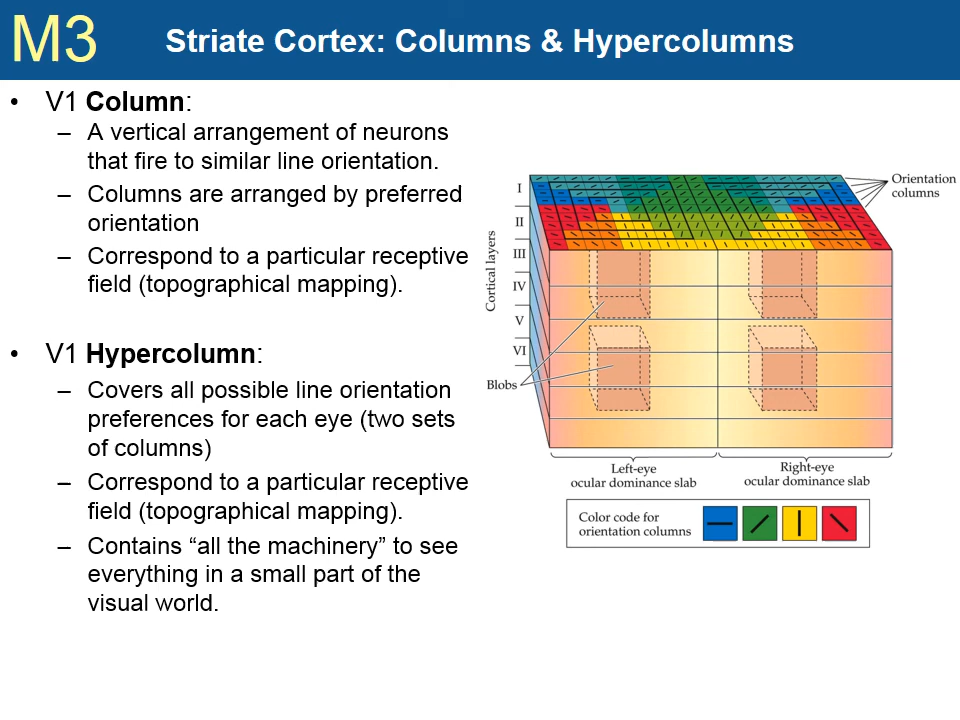 M3
Striate Cortex: Columns & Hypercolumns
• V1 Column:
– A vertical arrangement of neurons
that fire to similar line orientation.
– Columns are arranged by preferred
orientation
– Correspond to a particular receptive
field (topographical mapping).
• V1 Hypercolumn:
– Covers all possible line orientation
preferences for each eye (two sets
of columns)
– Correspond to a particular receptive
field (topographical mapping).
– Contains “all the machinery” to see
everything in a small part of the
visual world.
Orientation
columns
Cortical layers
I
II
III
IV
V
VI
Blobs
Left-eye
ocular dominance slab
Right-eye
ocular dominance slab
Color code for
orientation columns